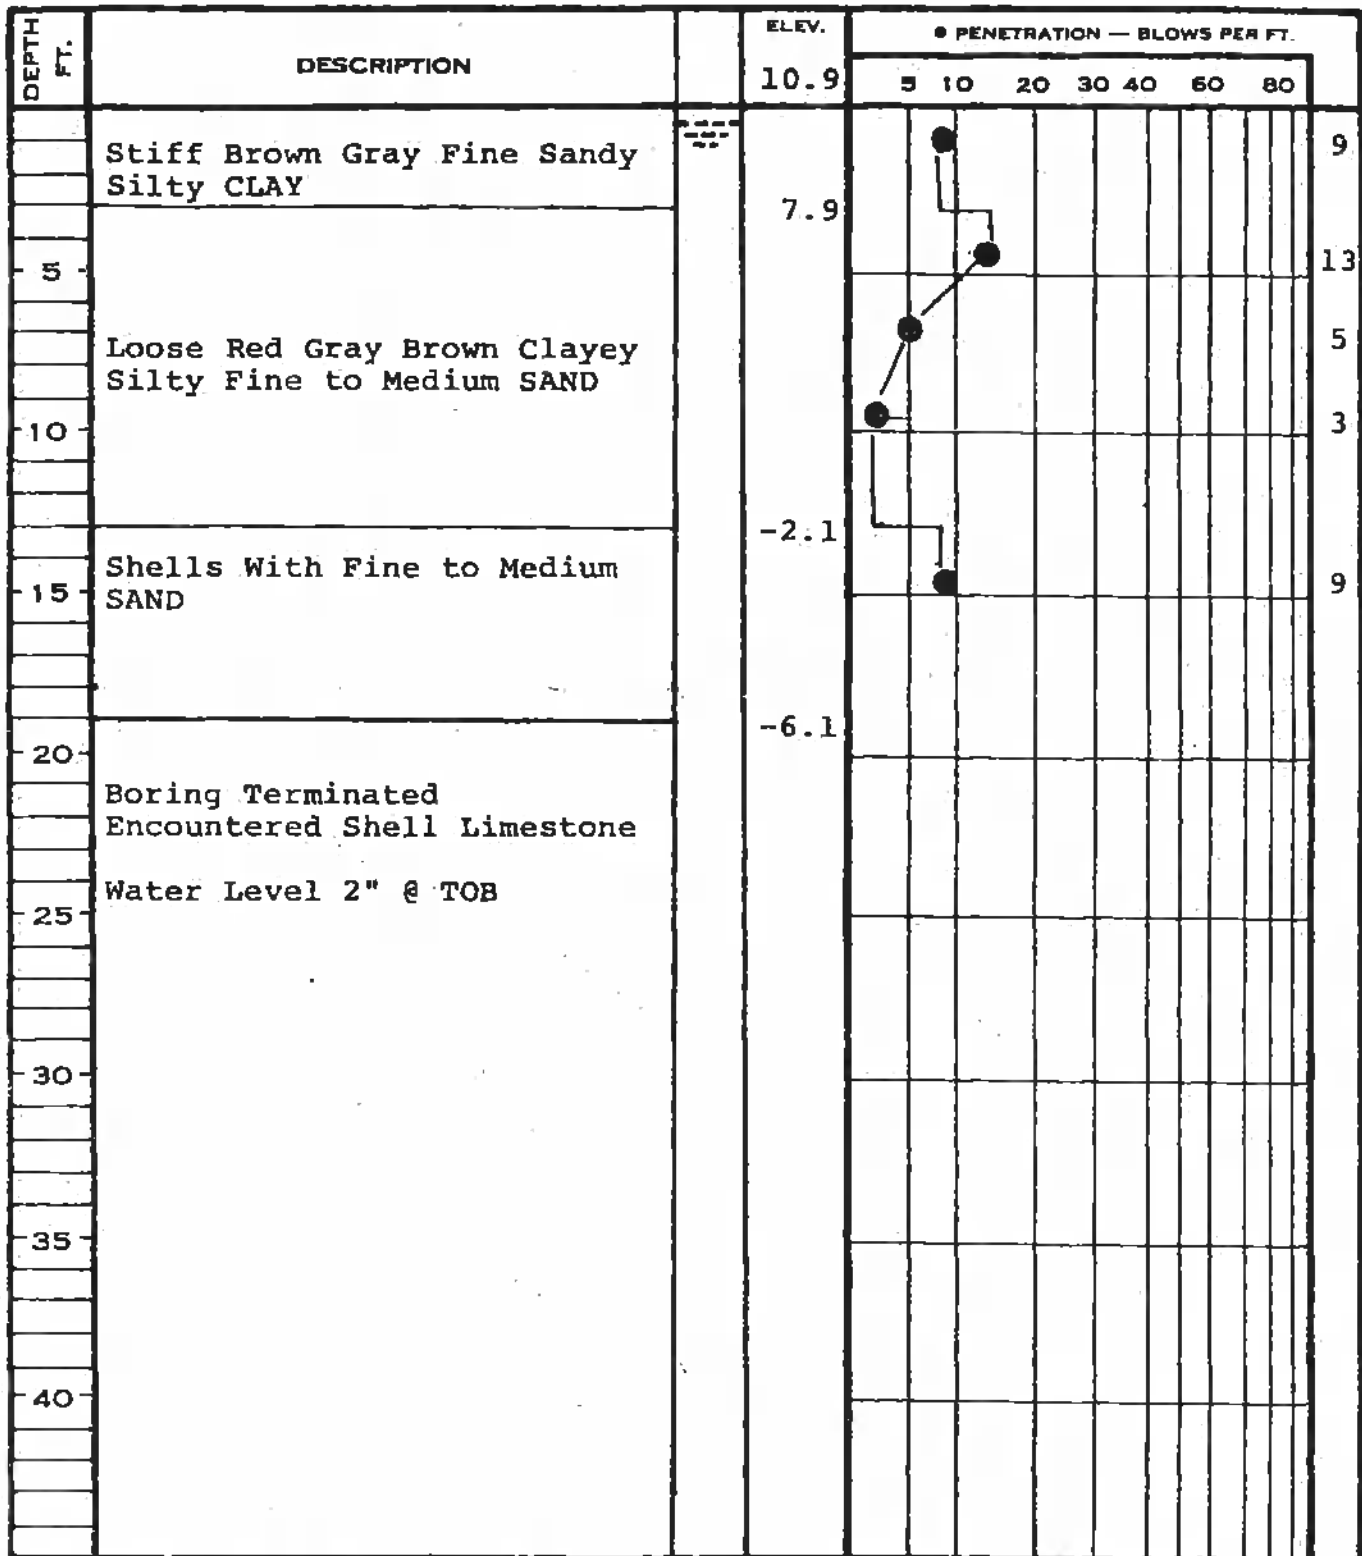 DEPTH FT.
DESCRIPTION
ELEV.
10.9
● PENETRATION — BLOWS PER FT.
5 10 20 30 40 60 80
Stiff Brown Gray Fine Sandy
Silty CLAY
9
7.9
5
13
Loose Red Gray Brown Clayey
Silty Fine to Medium SAND
5
10
3
-2.1
Shells With Fine to Medium
SAND
15
9
-6.1
20
Boring Terminated
Encountered Shell Limestone
Water Level 2" @ TOB
25
30
35
40